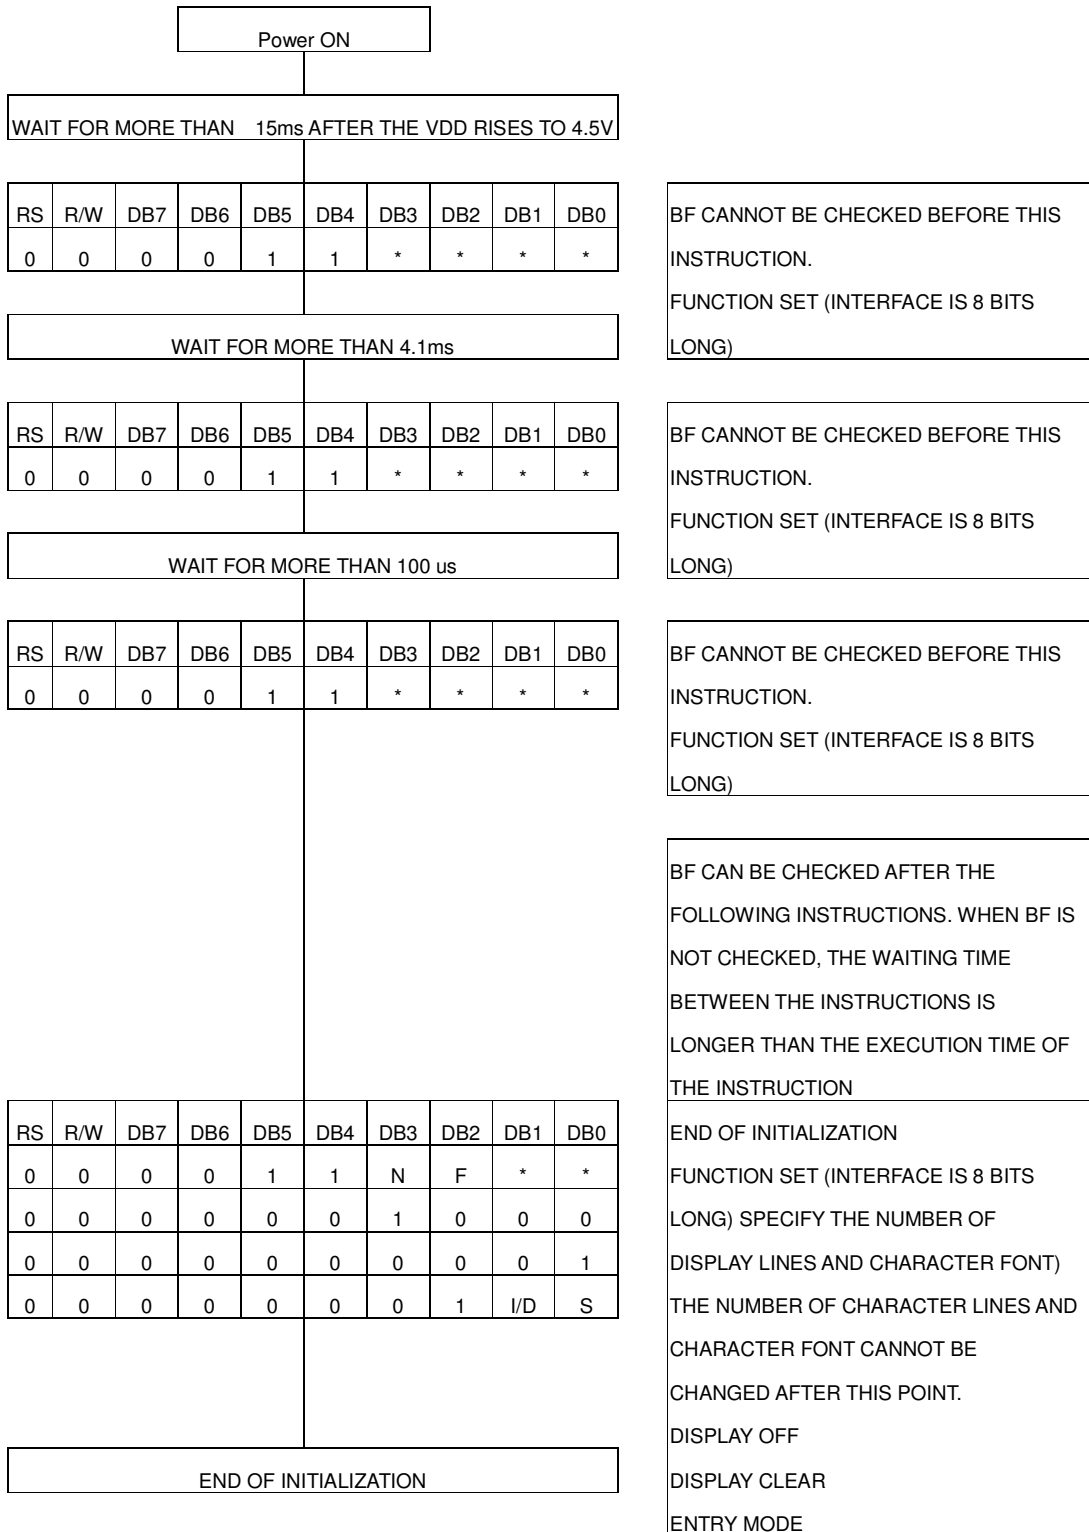 Power ON
WAIT FOR MORE THAN 15ms AFTER THE VDD RISES TO 4.5V
RS R/W DB7 DB6 DB5 DB4 DB3 DB2 DB1 DB0
0 0 0 0 1 1 * * * *
BF CANNOT BE CHECKED BEFORE THIS
INSTRUCTION.
FUNCTION SET (INTERFACE IS 8 BITS
LONG)
WAIT FOR MORE THAN 4.1ms
RS R/W DB7 DB6 DB5 DB4 DB3 DB2 DB1 DB0
0 0 0 0 1 1 * * * *
BF CANNOT BE CHECKED BEFORE THIS
INSTRUCTION.
FUNCTION SET (INTERFACE IS 8 BITS
LONG)
WAIT FOR MORE THAN 100 us
RS R/W DB7 DB6 DB5 DB4 DB3 DB2 DB1 DB0
0 0 0 0 1 1 * * * *
BF CANNOT BE CHECKED BEFORE THIS
INSTRUCTION.
FUNCTION SET (INTERFACE IS 8 BITS
LONG)
BF CAN BE CHECKED AFTER THE
FOLLOWING INSTRUCTIONS. WHEN BF IS
NOT CHECKED, THE WAITING TIME
BETWEEN THE INSTRUCTIONS IS
LONGER THAN THE EXECUTION TIME OF
THE INSTRUCTION
RS R/W DB7 DB6 DB5 DB4 DB3 DB2 DB1 DB0
0 0 0 0 1 1 N F * *
0 0 0 0 0 0 1 0 0 0
0 0 0 0 0 0 0 0 0 1
0 0 0 0 0 0 0 1 I/D S
END OF INITIALIZATION
FUNCTION SET (INTERFACE IS 8 BITS
LONG) SPECIFY THE NUMBER OF
DISPLAY LINES AND CHARACTER FONT)
THE NUMBER OF CHARACTER LINES AND
CHARACTER FONT CANNOT BE
CHANGED AFTER THIS POINT.
DISPLAY OFF
DISPLAY CLEAR
ENTRY MODE
END OF INITIALIZATION